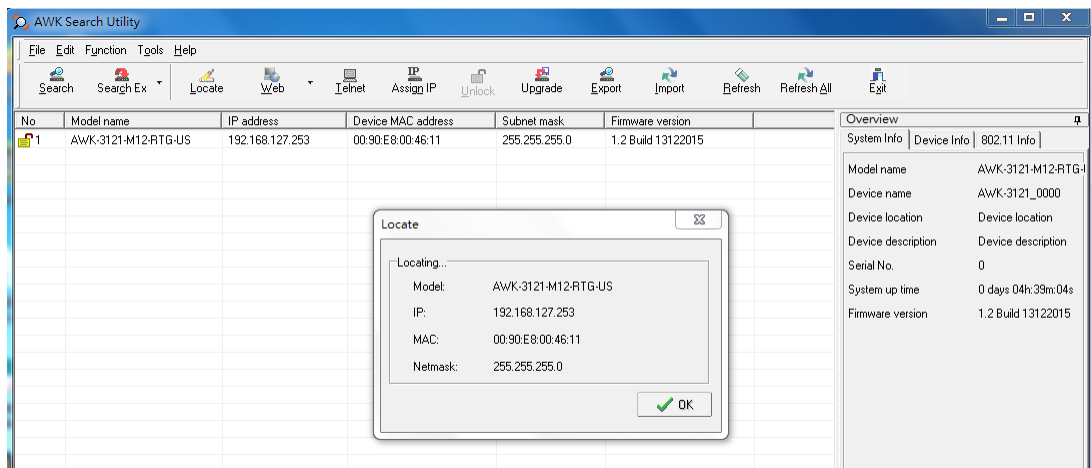 AWK Search Utility
File Edit Function Tools Help
Search Search Ex Locate Web Telnet IP Assign IP Unlock Upgrade Export Import Refresh Refresh All Exit
No Model name IP address Device MAC address Subnet mask Firmware version
1 AWK-3121-M12-RTG-US 192.168.127.253 00:90:E8:00:46:11 255.255.255.0 1.2 Build 13122015
Overview
System Info Device Info 802.11 Info
Model name AWK-3121-M12-RTG-
Device name AWK-3121_0000
Device location Device location
Device description Device description
Serial No. 0
System up time 0 days 04h:39m:04s
Firmware version 1.2 Build 13122015
Locate
Locating...
Model: AWK-3121-M12-RTG-US
IP: 192.168.127.253
MAC: 00:90:E8:00:46:11
Netmask: 255.255.255.0
OK